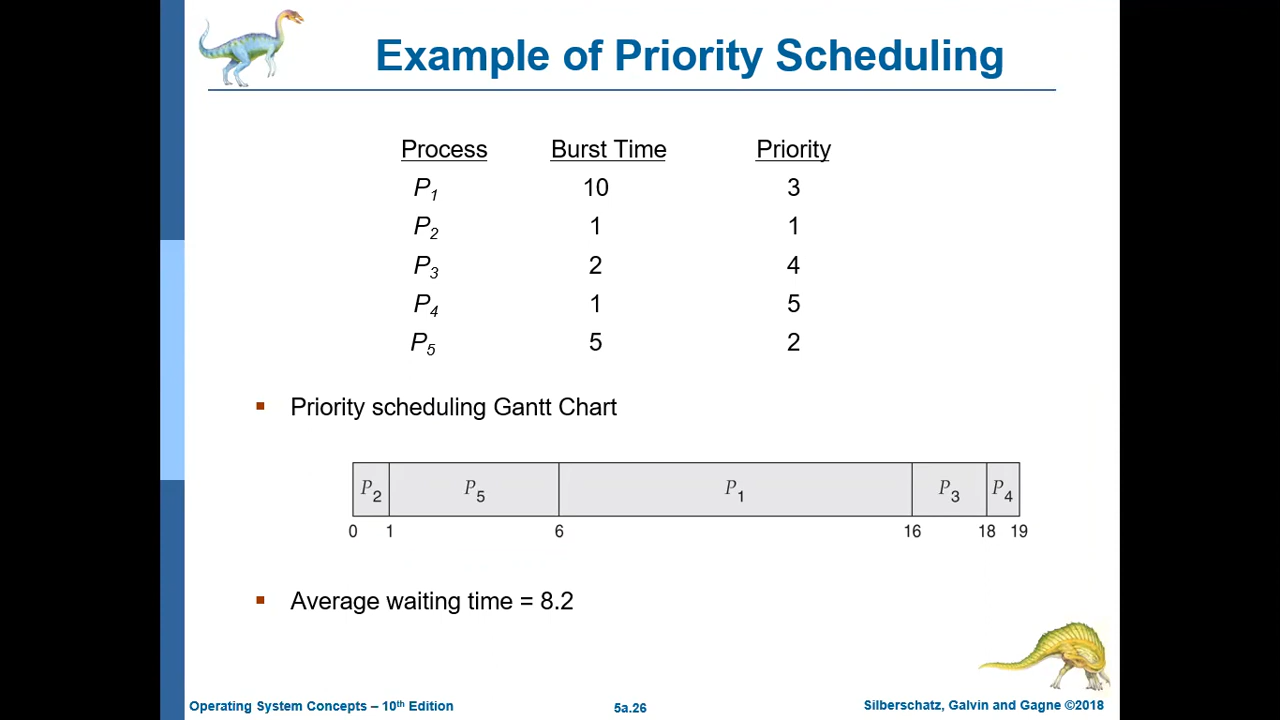 Example of Priority Scheduling
Process Burst Time Priority
P1 10 3
P2 1 1
P3 2 4
P4 1 5
P5 5 2
▪ Priority scheduling Gantt Chart
P2 P5 P1 P3 P4
0 1 6 16 18 19
▪ Average waiting time = 8.2
Operating System Concepts – 10th Edition 5a.26 Silberschatz, Galvin and Gagne ©2018